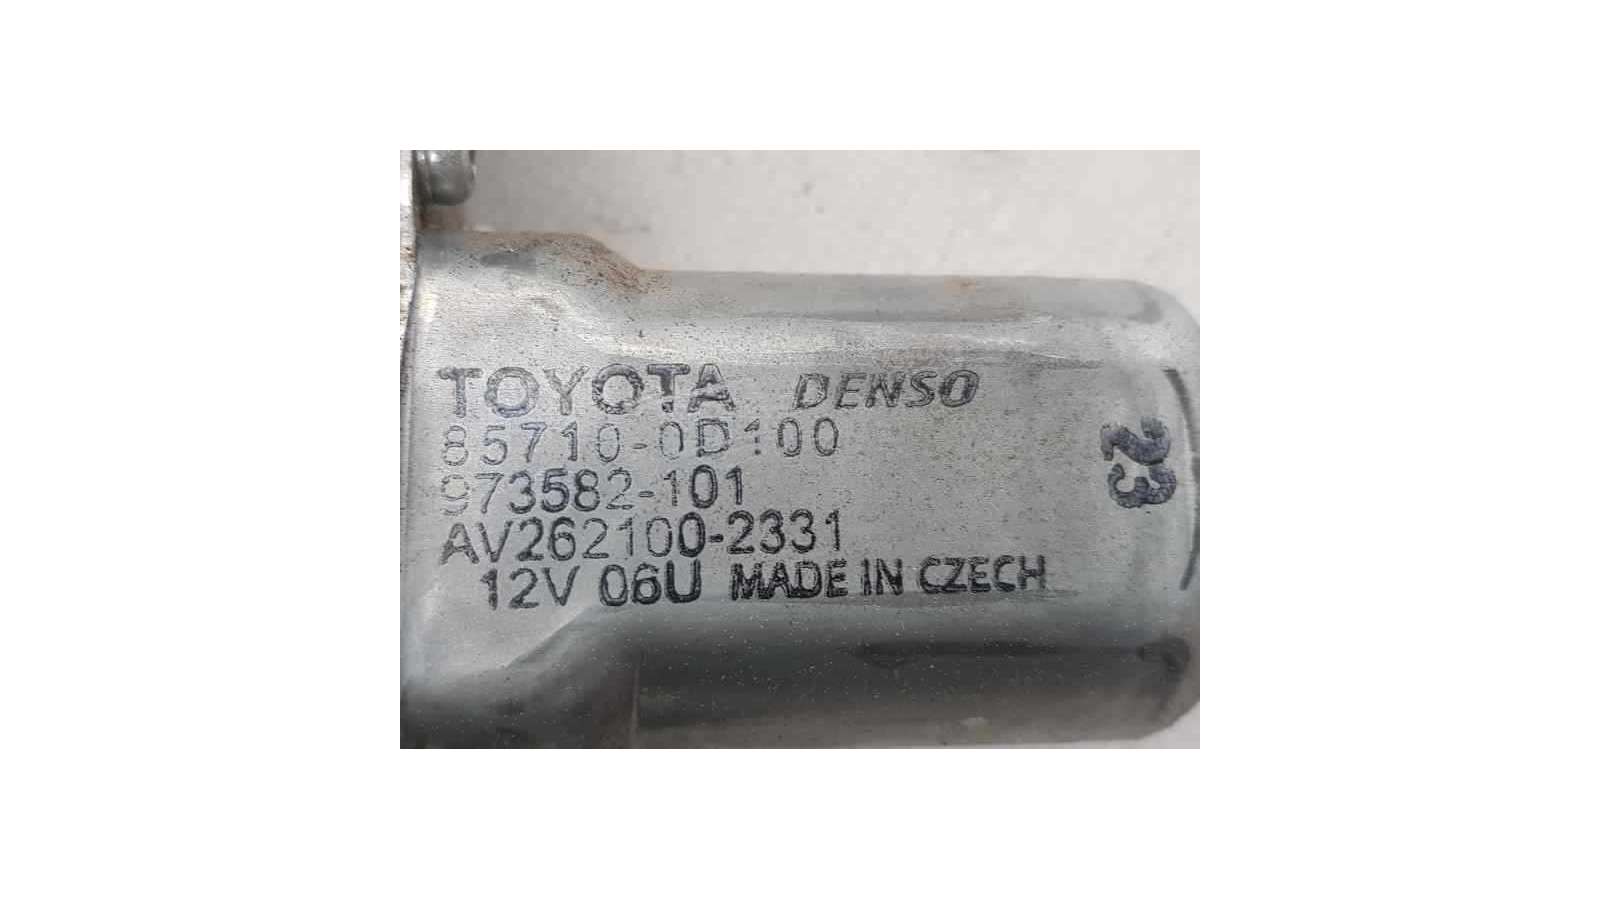 TOYOTA DENSO
85710-0D100
973582-101
AV262100-2331
12V 06U MADE IN CZECH
23